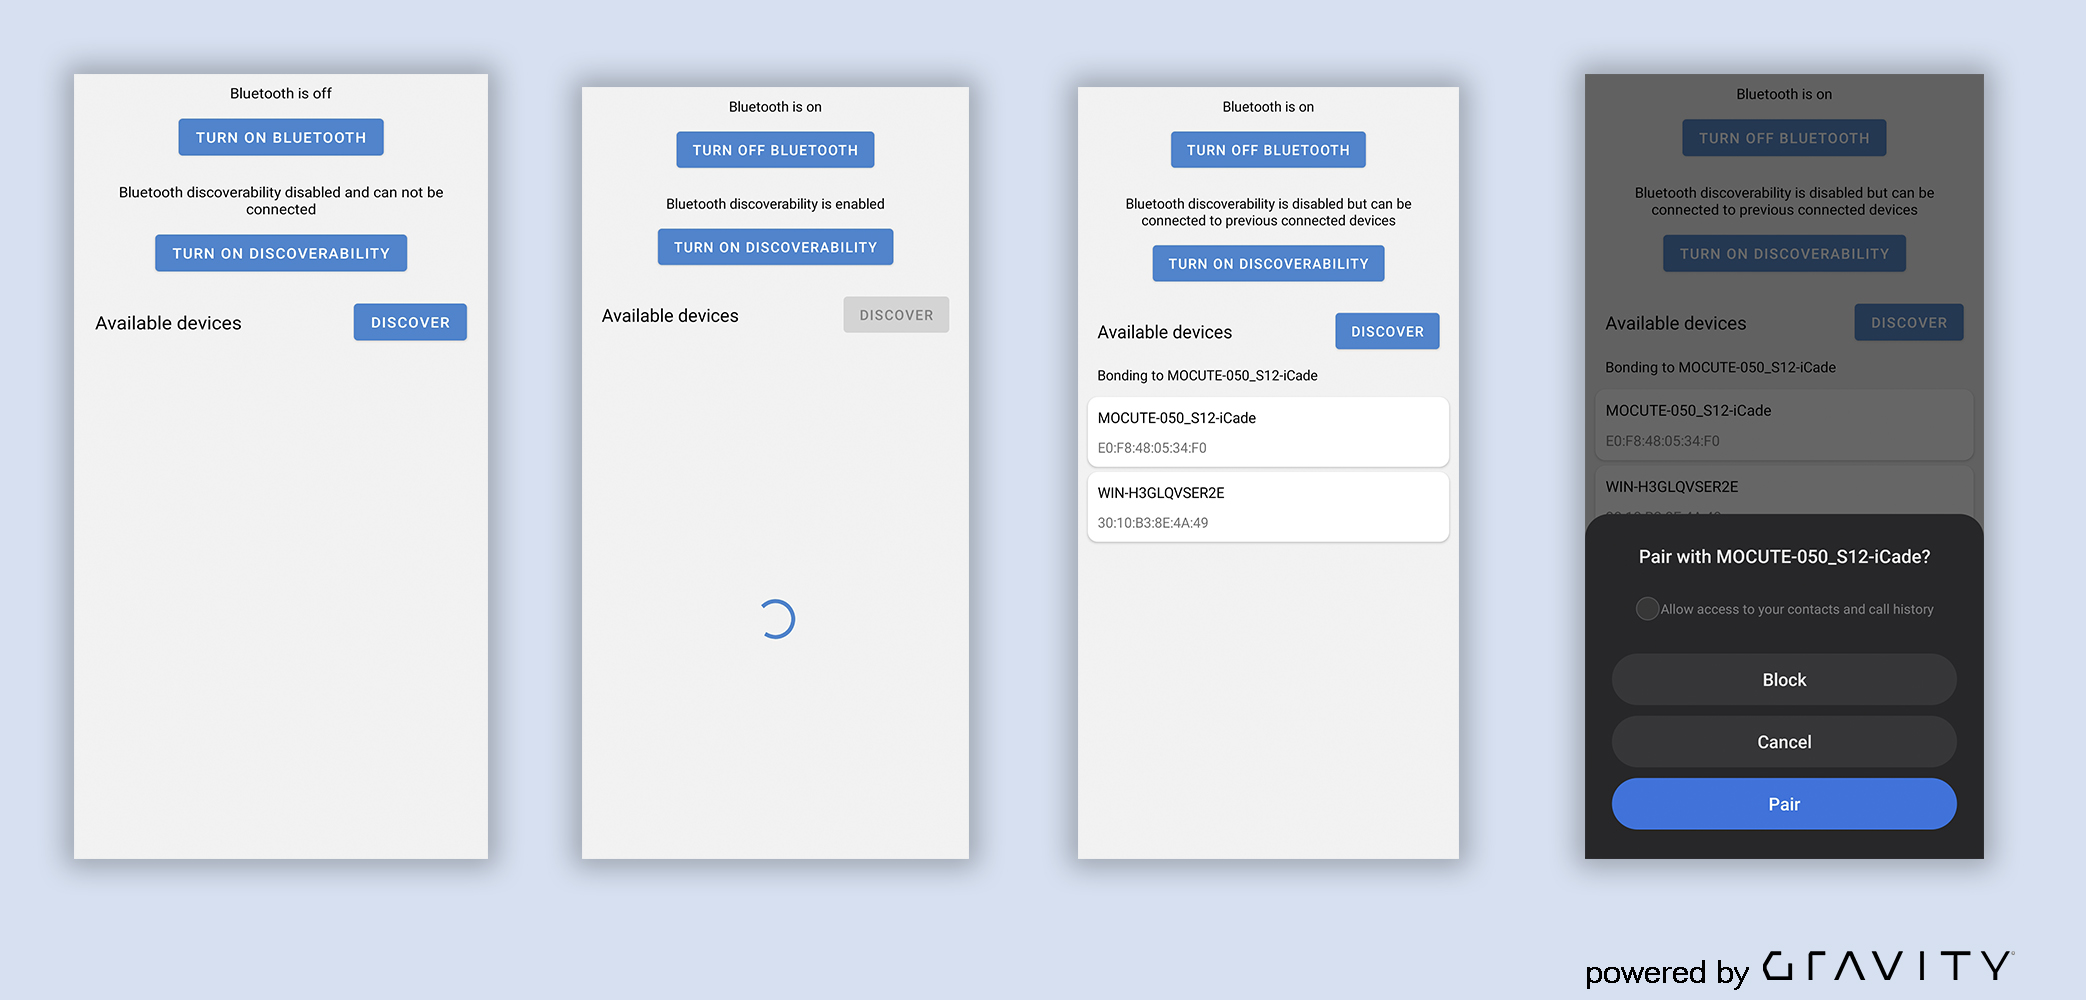 Bluetooth is off
TURN ON BLUETOOTH
Bluetooth discoverability disabled and can not be
connected
TURN ON DISCOVERABILITY
Available devices
DISCOVER
Bluetooth is on
TURN OFF BLUETOOTH
Bluetooth discoverability is enabled
TURN ON DISCOVERABILITY
Available devices
DISCOVER
Bluetooth is on
TURN OFF BLUETOOTH
Bluetooth discoverability is disabled but can be
connected to previous connected devices
TURN ON DISCOVERABILITY
Available devices
DISCOVER
Bonding to MOCUTE-050_S12-iCade
MOCUTE-050_S12-iCade
E0:F8:48:05:34:F0
WIN-H3GLQVSER2E
30:10:B3:8E:4A:49
Bluetooth is on
TURN OFF BLUETOOTH
Bluetooth discoverability is disabled but can be
connected to previous connected devices
TURN ON DISCOVERABILITY
Available devices
DISCOVER
Bonding to MOCUTE-050_S12-iCade
MOCUTE-050_S12-iCade
E0:F8:48:05:34:F0
WIN-H3GLQVSER2E
Pair with MOCUTE-050_S12-iCade?
Allow access to your contacts and call history
Block
Cancel
Pair
powered by GRAVITY